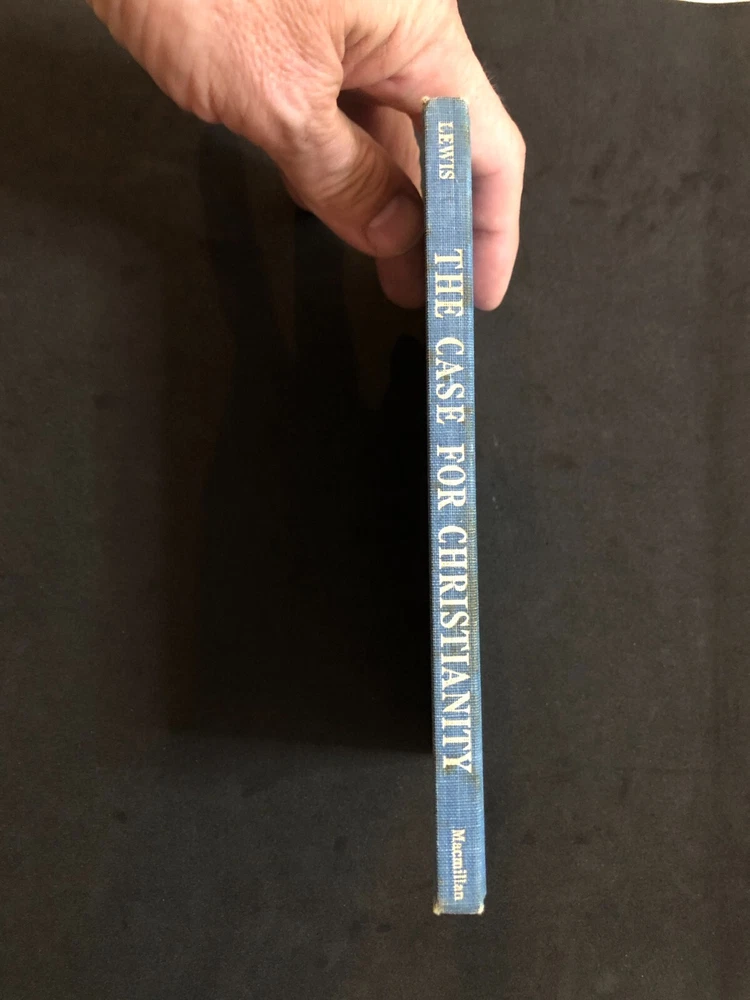 LEWIS
THE CASE FOR CHRISTIANITY
Macmillan